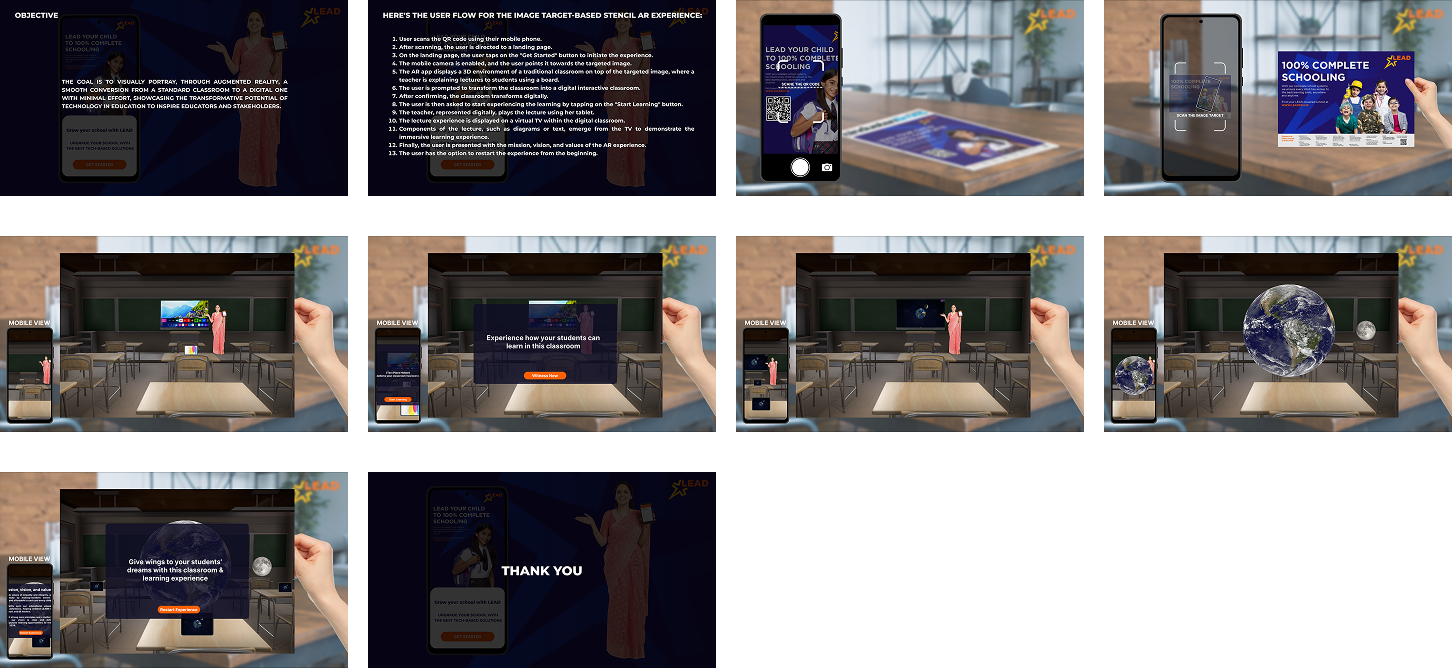 OBJECTIVE
LEAD
THE GOAL IS TO VISUALLY PORTRAY, THROUGH AUGMENTED REALITY, A
SMOOTH CONVERSION FROM A STANDARD CLASSROOM TO A DIGITAL ONE
WITH MINIMAL EFFORT, SHOWCASING THE TRANSFORMATIVE POTENTIAL OF
TECHNOLOGY IN EDUCATION TO INSPIRE EDUCATORS AND STAKEHOLDERS.
Grow your school with LEAD
UPGRADE YOUR SCHOOL WITH
THE BEST TECH-BASED SOLUTIONS
GET STARTED
HERE'S THE USER FLOW FOR THE IMAGE TARGET-BASED STENCIL AR EXPERIENCE:
1. User scans the QR code using their mobile phone.
2. After scanning, the user is directed to a landing page.
3. On the landing page, the user taps on the "Get Started" button to initiate the experience.
4. The mobile camera is enabled, and the user points it towards the targeted image.
5. The AR app displays a 3D environment of a traditional classroom on top of the targeted image, where a
teacher is explaining lectures to students using a board.
6. The user is prompted to transform the classroom into a digital interactive classroom.
7. After confirming, the classroom transforms digitally.
8. The user is then asked to start experiencing the learning by tapping on the "Start Learning" button.
9. The teacher, represented digitally, plays the lecture using her tablet.
10. The lecture experience is displayed on a virtual TV within the digital classroom.
11. Components of the lecture, such as diagrams or text, emerge from the TV to demonstrate the
immersive learning experience.
12. Finally, the user is presented with the mission, vision, and values of the AR experience.
13. The user has the option to restart the experience from the beginning.
LEAD YOUR CHILD
TO 100% COMPLETE
SCHOOLING
SCAN THE QR CODE
LEAD
SCAN THE IMAGE TARGET
100% COMPLETE
SCHOOLING
LEAD
LEAD
MOBILE VIEW
LEAD
MOBILE VIEW
Experience how your students can
learn in this classroom
Witness Now
LEAD
MOBILE VIEW
LEAD
MOBILE VIEW
LEAD
MOBILE VIEW
LEAD
Give wings to your students'
dreams with this classroom &
learning experience
Restart Experience
LEAD YOUR CHILD
TO 100% COMPLETE
SCHOOLING
LEAD
THANK YOU
Grow your school with LEAD
UPGRADE YOUR SCHOOL WITH
THE BEST TECH-BASED SOLUTIONS
GET STARTED